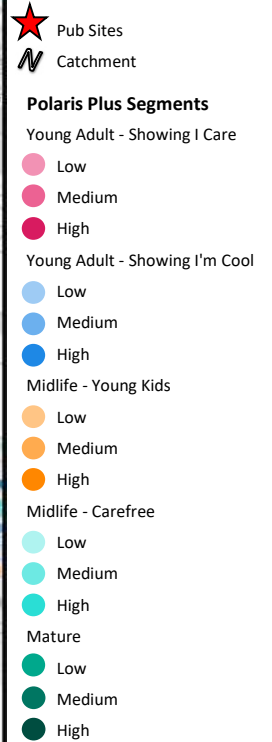 Pub Sites
Catchment
Polaris Plus Segments
Young Adult - Showing I Care
Low
Medium
High
Young Adult - Showing I'm Cool
Low
Medium
High
Midlife - Young Kids
Low
Medium
High
Midlife - Carefree
Low
Medium
High
Mature
Low
Medium
High